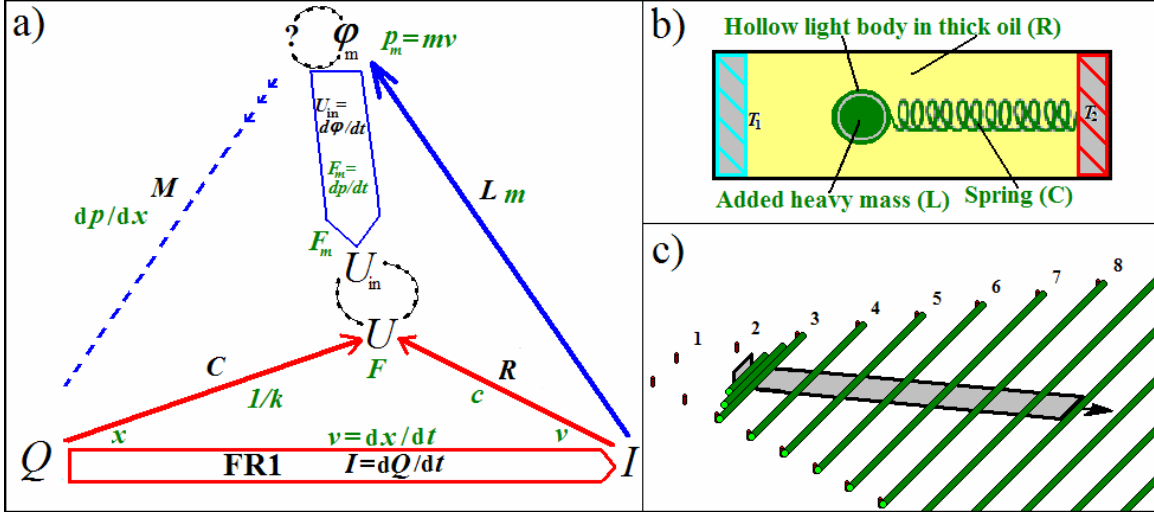 a)
?
φ
m
pₘ=mv
Uᵢₙ=
dφ/dt
Fₘ=
dp/dt
M
dp/dx
L m
Fₘ
Uᵢₙ
U
F
C
1/k
R
c
Q
x
v=dx/dt
v
FR1
I=dQ/dt
I
b)
Hollow light body in thick oil (R)
T₁
T₂
Added heavy mass (L)
Spring (C)
c)
1
2
3
4
5
6
7
8